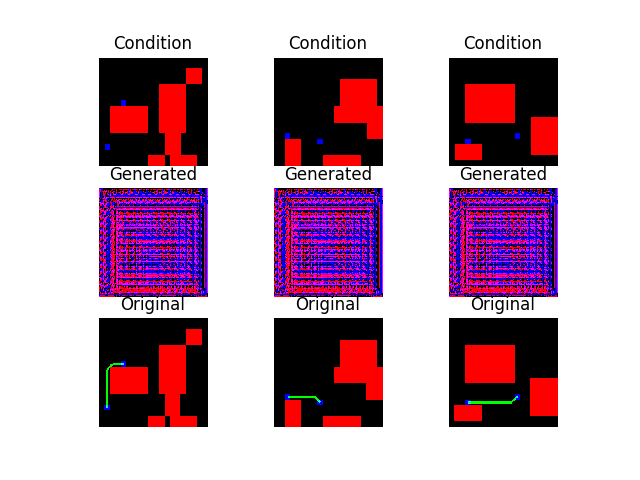 Condition Condition Condition
Generated Generated Generated
Original Original Original